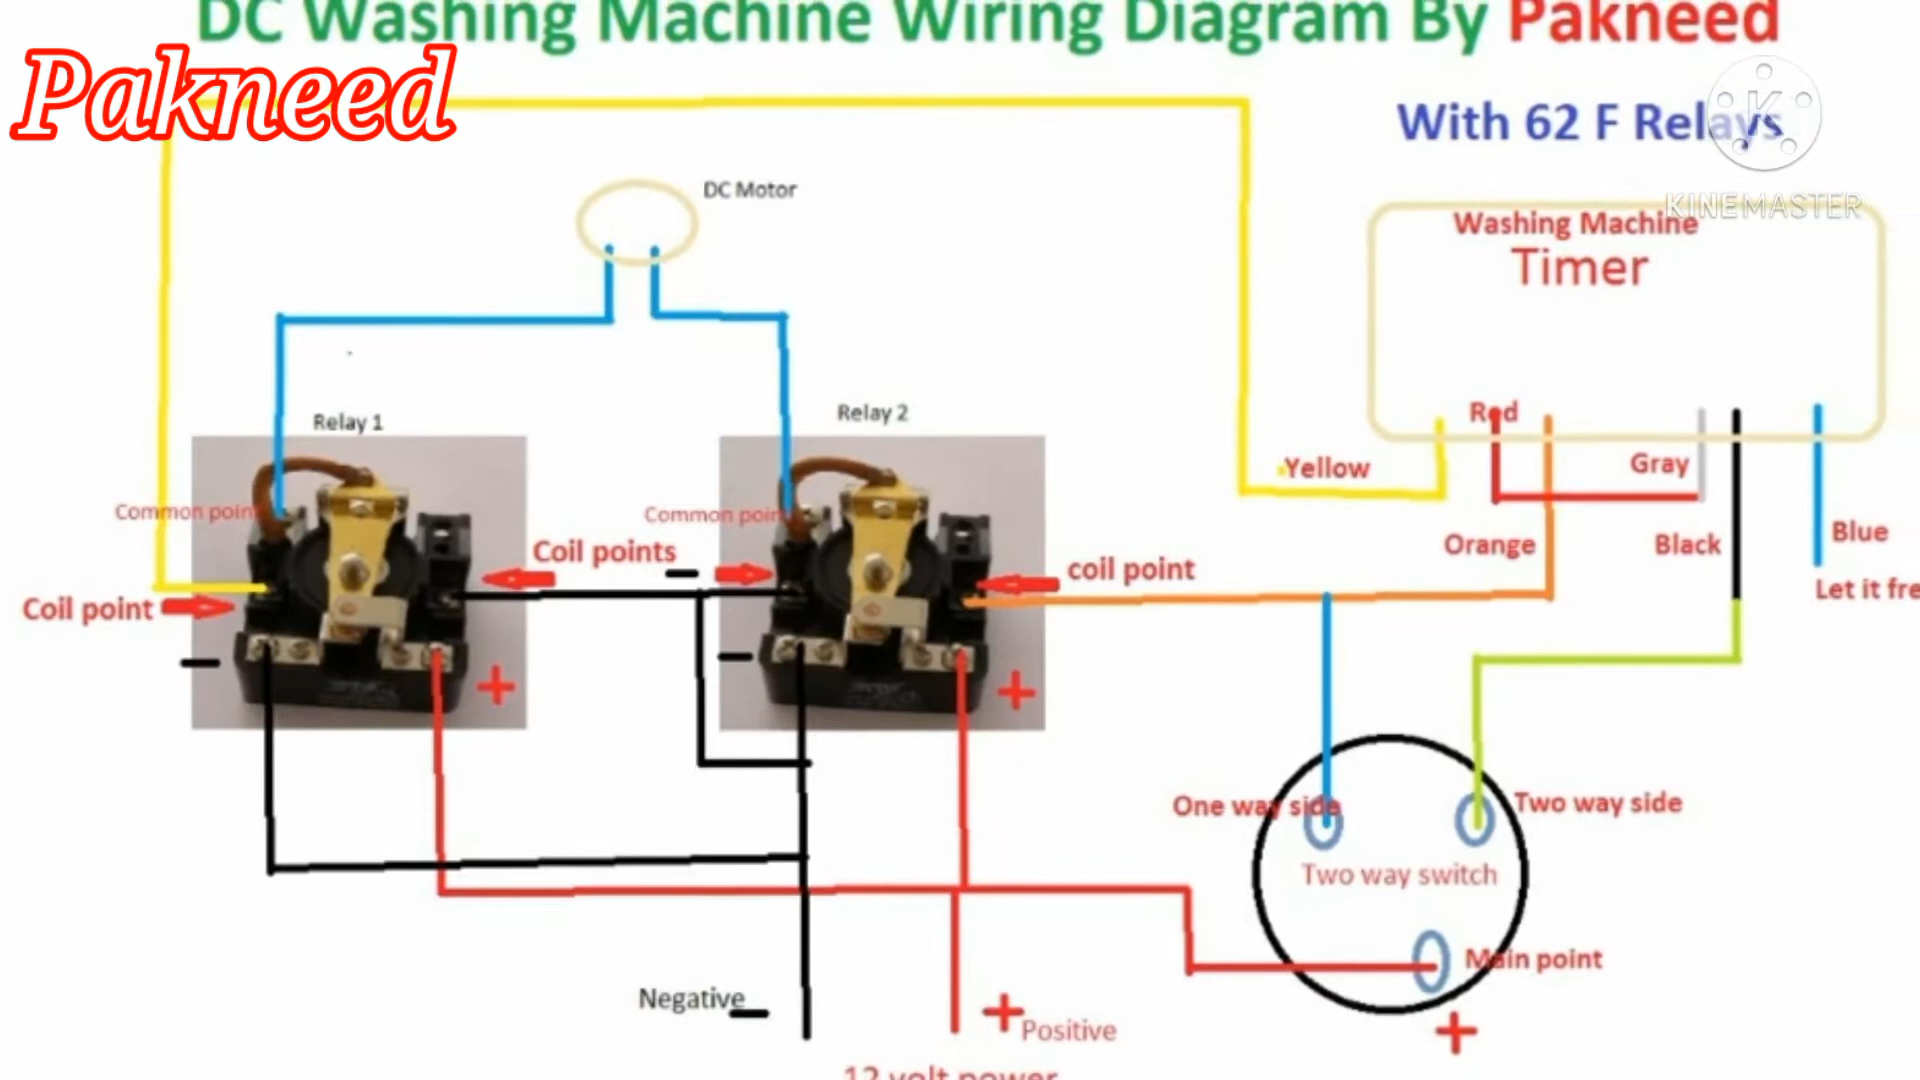 DC Washing Machine Wiring Diagram By Pakneed
Pakneed
With 62 F Relays
K
KINEMASTER
DC Motor
Washing Machine
Timer
Relay 1
Relay 2
Red
Yellow
Gray
Common point
Common point
Orange
Black
Blue
Coil points
coil point
Let it fre
Coil point
One way side
Two way side
Two way switch
Main point
Negative
Positive
12 volt power